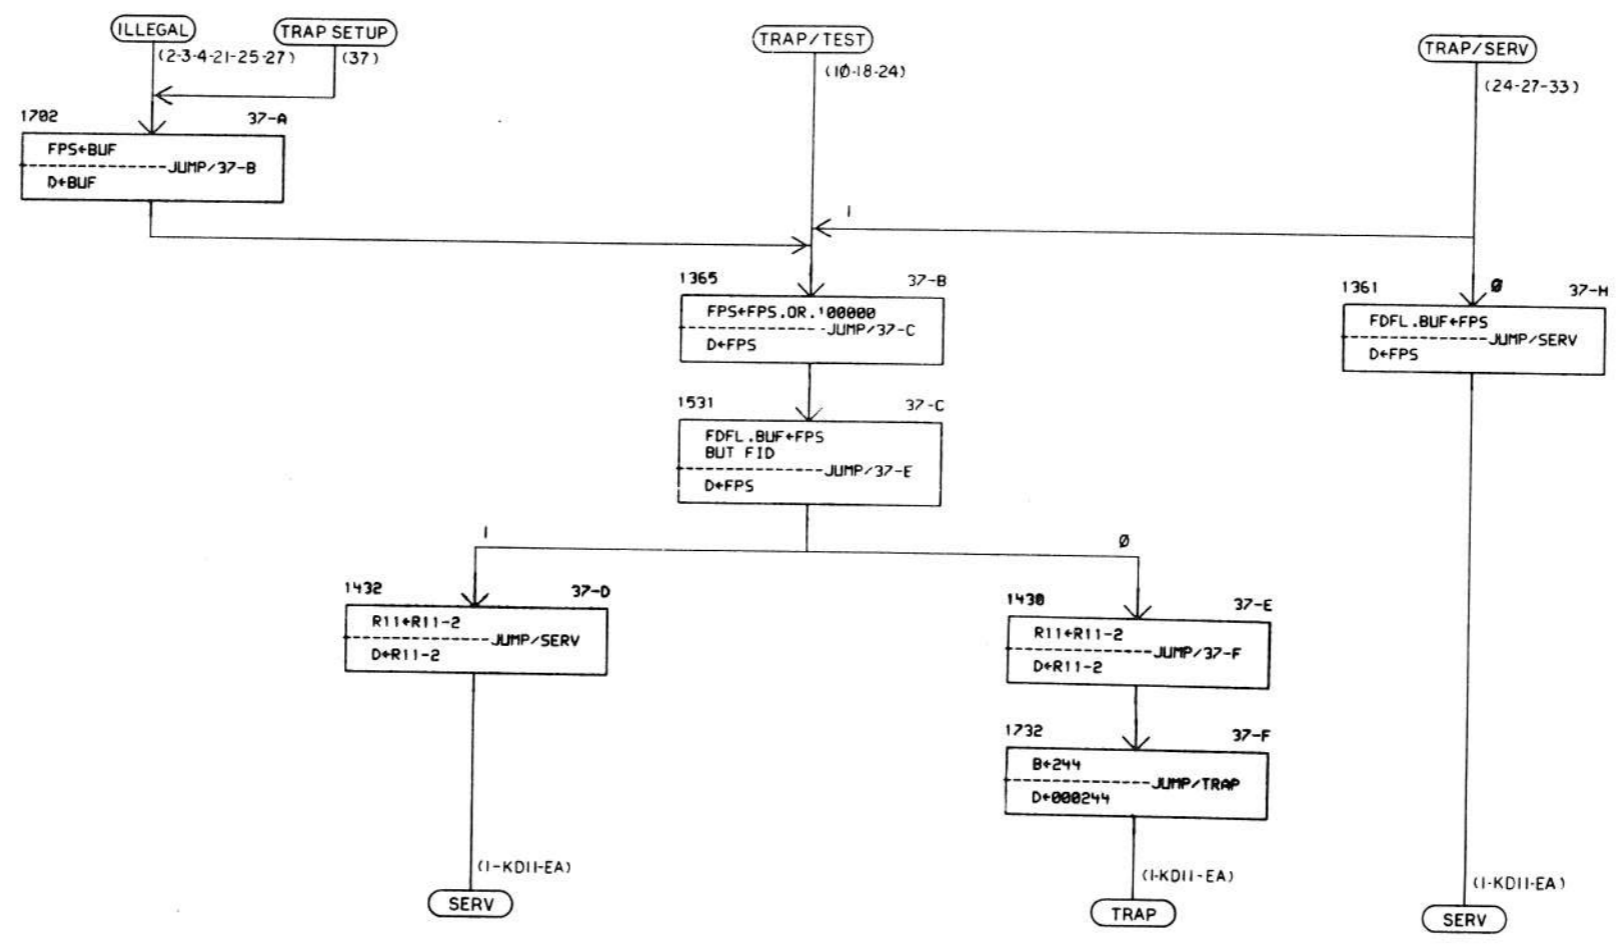 ILLEGAL
TRAP SETUP
TRAP/TEST
TRAP/SERV
(2-3-4-21-25-27)
(37)
(1Ø-18-24)
(24-27-33)
1702 37-A
FPS←BUF
JUMP/37-B
D←BUF
1
1365 37-B
FPS←FPS.OR.'00000
JUMP/37-C
D←FPS
Ø
1361 37-H
FDFL.BUF←FPS
JUMP/SERV
D←FPS
1531 37-C
FDFL.BUF←FPS
BUT FID
JUMP/37-E
D←FPS
1
Ø
1432 37-D
R11←R11-2
JUMP/SERV
D←R11-2
1430 37-E
R11←R11-2
JUMP/37-F
D←R11-2
1732 37-F
B←244
JUMP/TRAP
D←000244
(1-KD11-EA)
SERV
(1-KD11-EA)
TRAP
(1-KD11-EA)
SERV